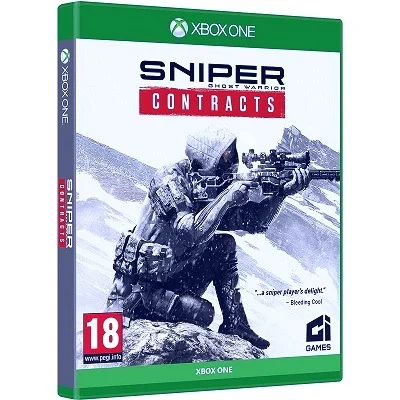 XBOX ONE
XBOX ONE
SNIPER
GHOST WARRIOR
CONTRACTS
SNIPER
CONTRACTS
"...a sniper player's delight."
– Bleeding Cool
18
www.pegi.info
CI
GAMES
XBOX ONE